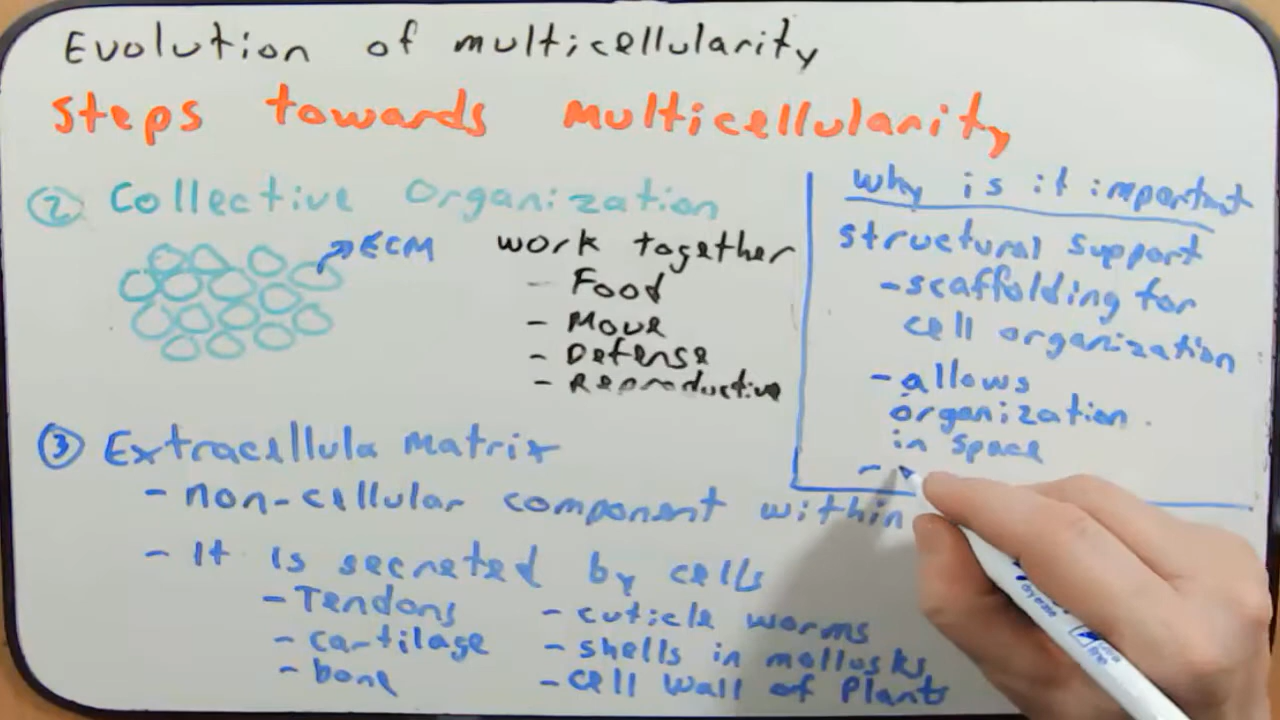 Evolution of multicellularity
Steps towards multicellularity
② Collective Organization
ECM
work together
- Food
- Move
- Defense
- Reproductive
why is it important
structural support
- scaffolding for
cell organization
- allows
organization
in space
-
③ Extracellula Matrix
- non-cellular component within
- It is secreted by cells
- Tendons
- cartilage
- bone
- cuticle worms
- shells in mollusks
- cell wall of Plants